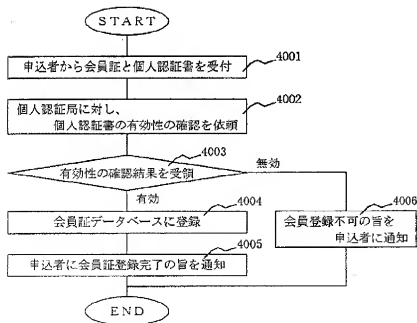 START
4001
申込者から会員証と個人認証書を受付
4002
個人認証局に対し、
個人認証書の有効性の確認を依頼
4003
有効性の確認結果を受領
無効
有効
4004
会員証データベースに登録
4006
会員登録不可の旨を
申込者に通知
4005
申込者に会員証登録完了の旨を通知
END